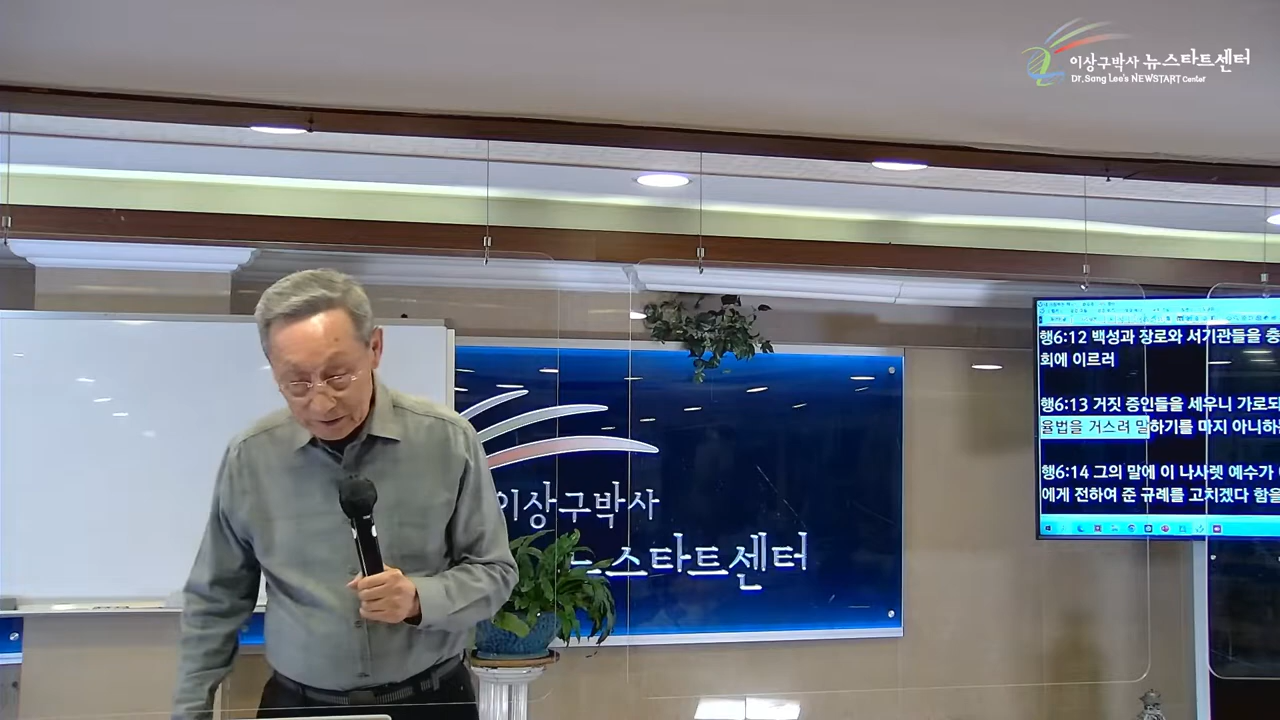 이상구박사 뉴스타트센터
Dr. Sang Lee's NEWSTART Center
이상구박사
뉴스타트센터
행6:12 백성과 장로와 서기관들을 충
회에 이르러
행6:13 거짓 증인들을 세우니 가로되
율법을 거스려 말하기를 마지 아니하는
행6:14 그의 말에 이 나사렛 예수가
에게 전하여 준 규례를 고치겠다 함을